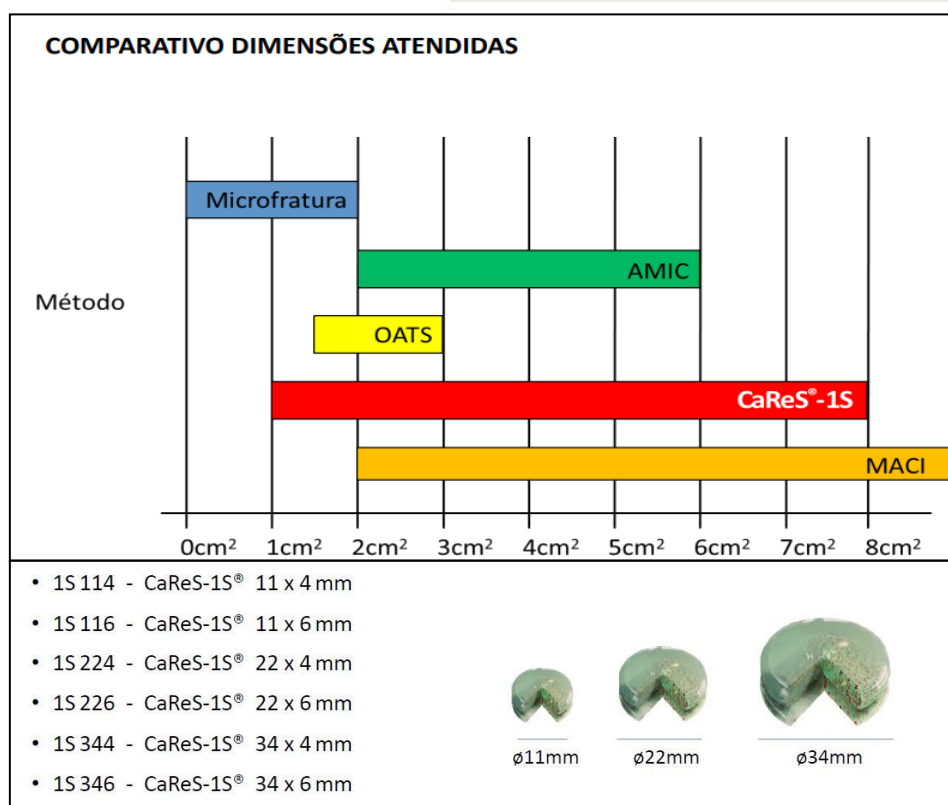 COMPARATIVO DIMENSÕES ATENDIDAS
Microfratura
AMIC
Método
OATS
CaReS®-1S
MACI
0cm² 1cm² 2cm² 3cm² 4cm² 5cm² 6cm² 7cm² 8cm²
• 1S 114 - CaReS-1S® 11 x 4 mm
• 1S 116 - CaReS-1S® 11 x 6 mm
• 1S 224 - CaReS-1S® 22 x 4 mm
• 1S 226 - CaReS-1S® 22 x 6 mm
• 1S 344 - CaReS-1S® 34 x 4 mm
• 1S 346 - CaReS-1S® 34 x 6 mm
ø11mm ø22mm ø34mm